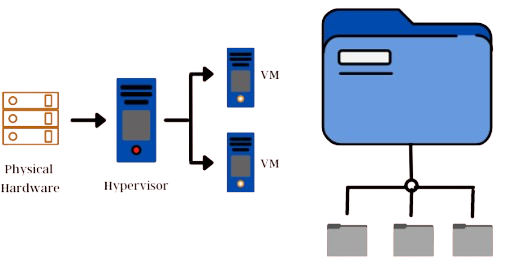 VM
Physical
Hardware
Hypervisor
VM